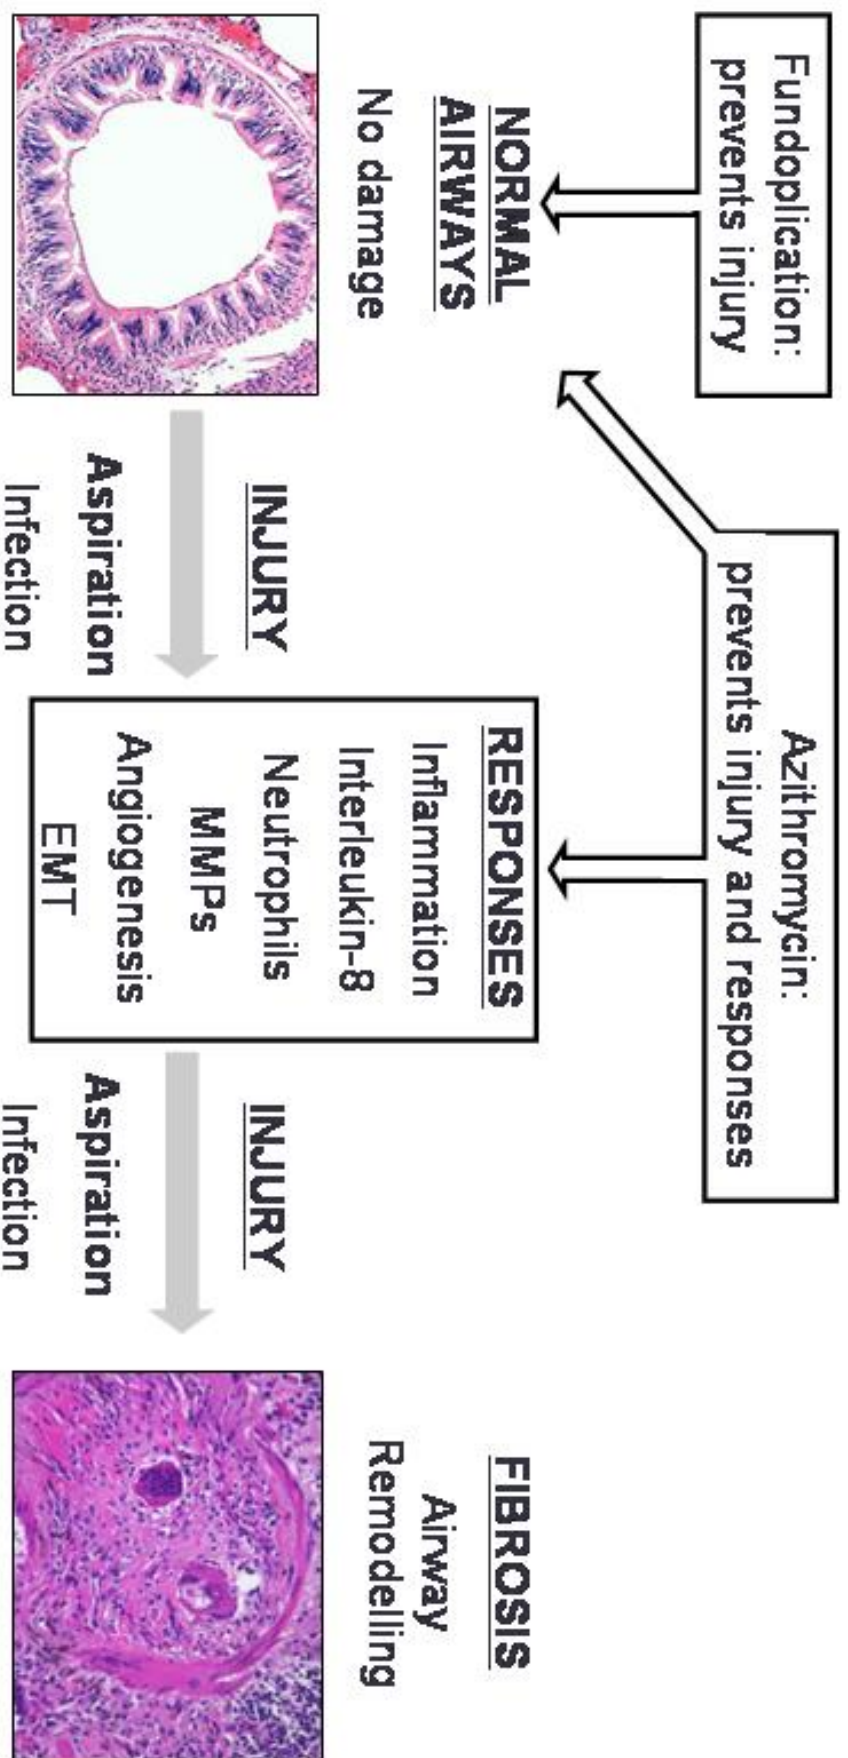 Fundoplication:
prevents injury
Azithromycin:
prevents injury and responses
NORMAL
AIRWAYS
No damage
INJURY
Aspiration
Infection
RESPONSES
Inflammation
Interleukin-8
Neutrophils
MMPs
Angiogenesis
EMT
INJURY
Aspiration
Infection
FIBROSIS
Airway
Remodelling